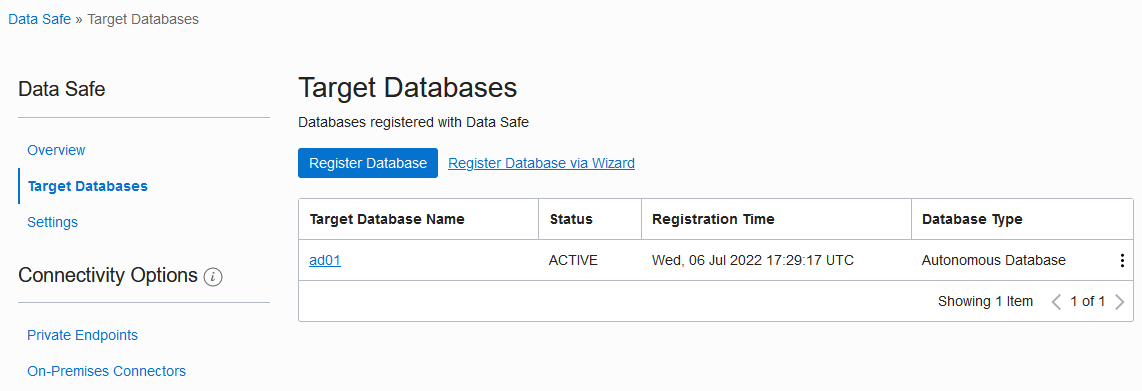 Data Safe » Target Databases
Data Safe
Overview
Target Databases
Settings
Connectivity Options i
Private Endpoints
On-Premises Connectors
Target Databases
Databases registered with Data Safe
Register Database Register Database via Wizard
Target Database Name Status Registration Time Database Type
ad01 ACTIVE Wed, 06 Jul 2022 17:29:17 UTC Autonomous Database
Showing 1 Item < 1 of 1 >